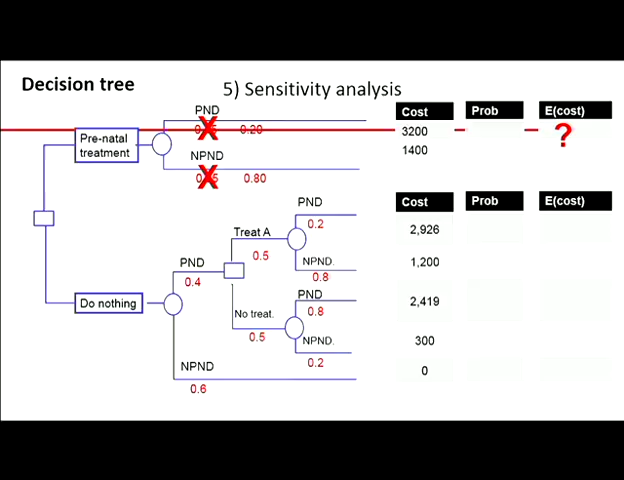 Decision tree
5) Sensitivity analysis
PND
0.20
Cost Prob E(cost)
3200
?
Pre-natal
treatment
1400
NPND
X
0.80
Cost Prob E(cost)
PND
0.2
2,926
Treat A
0.5
NPND.
0.8
1,200
PND
0.4
PND
0.8
2,419
Do nothing
No treat.
0.5
NPND.
0.2
300
NPND
0.6
0